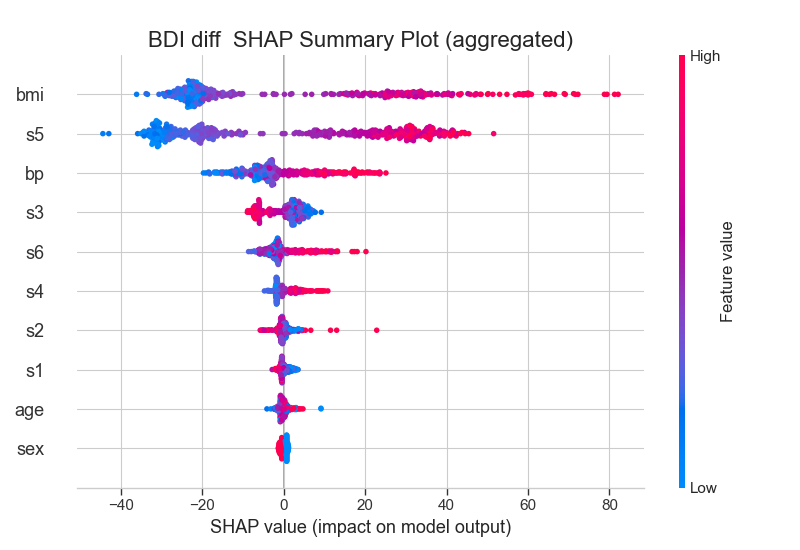 BDI diff  SHAP Summary Plot (aggregated)
High
bmi
s5
bp
s3
s6
s4
s2
s1
age
sex
Feature value
Low
−40 −20 0 20 40 60 80
SHAP value (impact on model output)